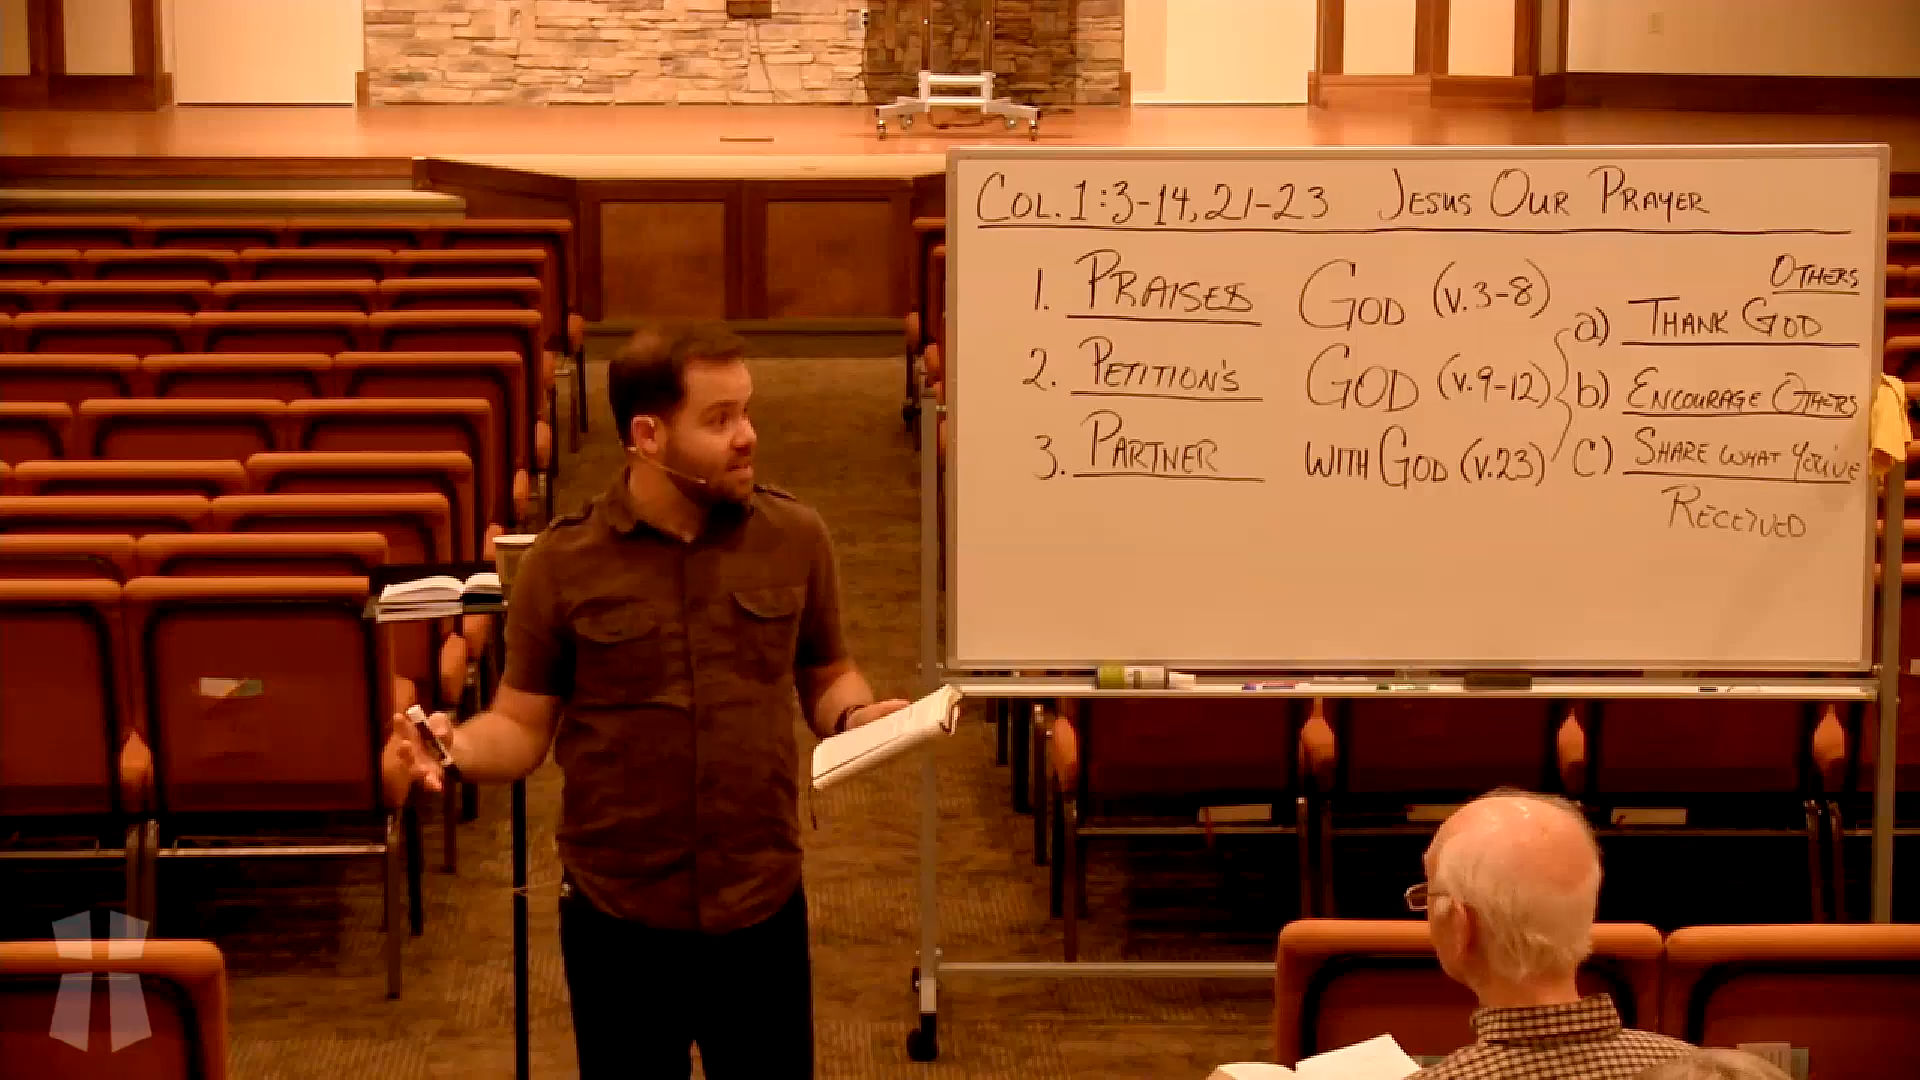 COL. 1:3-14, 21-23 JESUS OUR PRAYER
1. PRAISES GOD (v.3-8)
2. PETITION'S GOD (v.9-12)
3. PARTNER WITH GOD (v.23)
OTHERS
a) THANK GOD
b) ENCOURAGE OTHERS
c) SHARE WHAT YOU'VE
RECEIVED